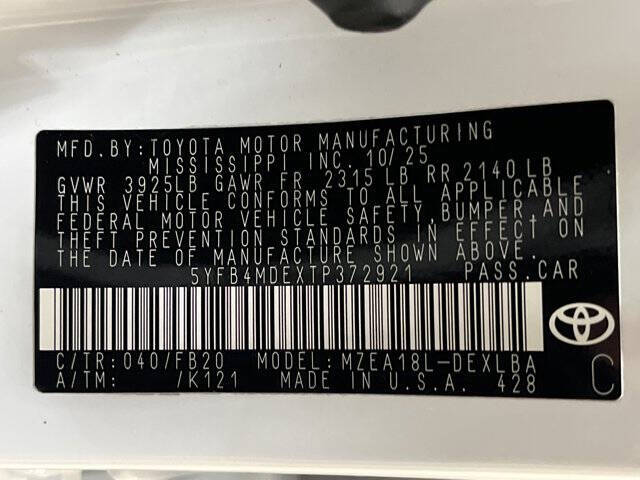 MFD.BY:TOYOTA MOTOR MANUFACTURING
MISSISSIPPI INC. 10/25
GVWR 3925LB GAWR FR 2315 LB RR 2140 LB
THIS VEHICLE CONFORMS TO ALL APPLICABLE
FEDERAL MOTOR VEHICLE SAFETY,BUMPER,AND
THEFT PREVENTION STANDARDS IN EFFECT ON
THE DATE OF MANUFACTURE SHOWN ABOVE.
5YFB4MDEXTP372921 PASS.CAR
C/TR:040/FB20 MODEL:MZEA18L-DEXLBA
A/TM: /K121 MADE IN U.S.A. 428
C